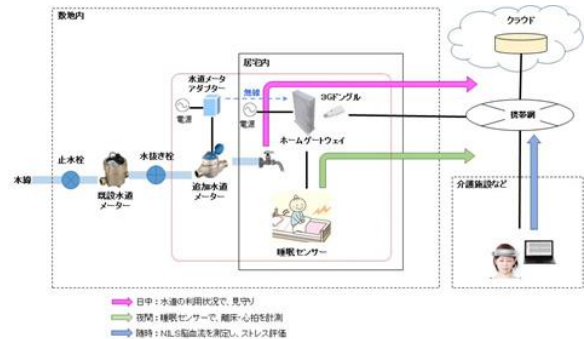 敷地内
クラウド
居宅内
水道メータ
アダプター
無線
3Gドングル
電源
電源
ホームゲートウェイ
携帯網
止水栓
水抜き栓
本線
既設水道
メーター
追加水道
メーター
介護施設など
睡眠センサー
日中:水道の利用状況で、見守り
夜間:睡眠センサーで、離床・心拍を計測
随時:NILS脳血流を測定し、ストレス評価